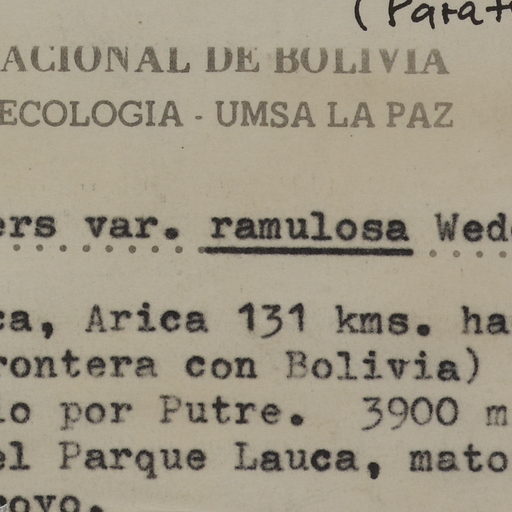 (Parat
ACIONAL DE BOLIVIA
ECOLOGIA - UMSA LA PAZ
ers var. ramulosa Wed
ca, Arica 131 kms. ha
rontera con Bolivia)
lo por Putre. 3900 m
el Parque Lauca, mato
royo.